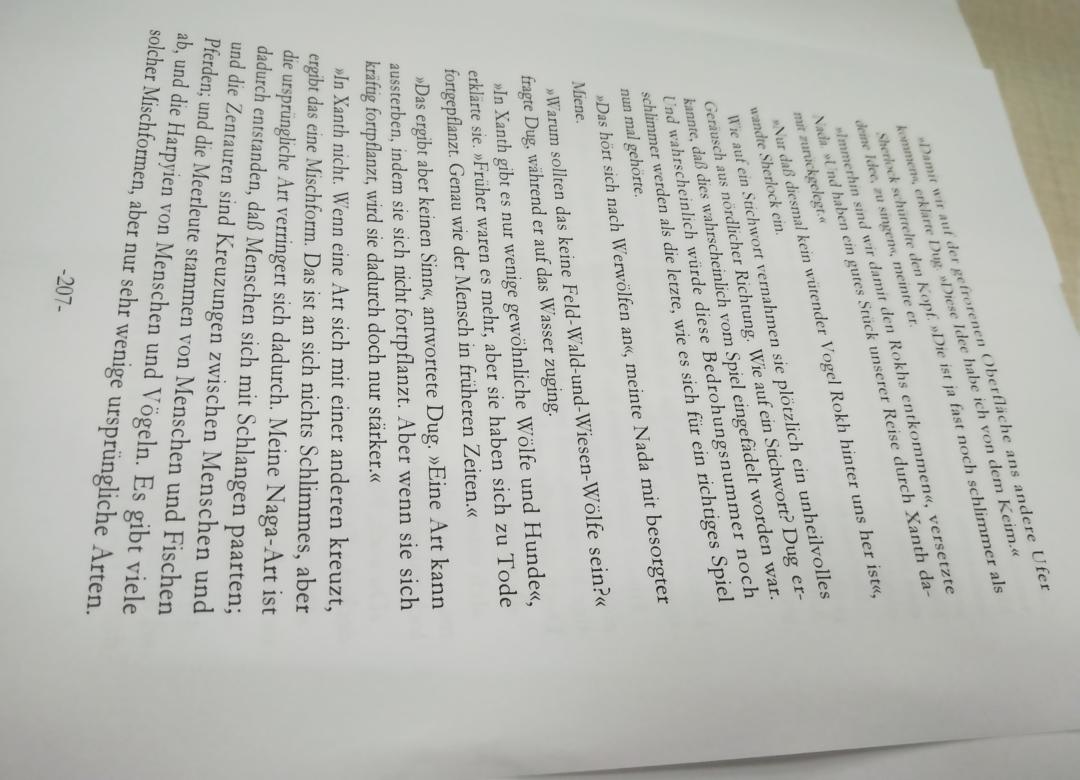 »Damit wir auf der gefrorenen Oberfläche ans andere Ufer
kommen«, erklärte Dug. »Diese Idee habe ich von dem Keim.«
Sherlock schüttelte den Kopf. »Die ist ja fast noch schlimmer als
deine Idee, zu singen«, meinte er.
»Immerhin sind wir damit den Rokhs entkommen«, versetzte
Nada. »Und haben ein gutes Stück unserer Reise durch Xanth da-
mit zurückgelegt.«
»Nur daß diesmal kein wütender Vogel Rokh hinter uns her ist«,
wandte Sherlock ein.
Wie auf ein Stichwort vernahmen sie plötzlich ein unheilvolles
Geräusch aus nördlicher Richtung. Wie auf ein Stichwort? Dug er-
kannte, daß dies wahrscheinlich vom Spiel eingefädelt worden war.
Und wahrscheinlich würde diese Bedrohungsnummer noch
schlimmer werden als die letzte, wie es sich für ein richtiges Spiel
nun mal gehörte.
»Das hört sich nach Werwölfen an«, meinte Nada mit besorgter
Miene.
»Warum sollten das keine Feld-Wald-und-Wiesen-Wölfe sein?«
fragte Dug, während er auf das Wasser zuging.
»In Xanth gibt es nur wenige gewöhnliche Wölfe und Hunde«,
erklärte sie. »Früher waren es mehr, aber sie haben sich zu Tode
fortgepflanzt. Genau wie der Mensch in früheren Zeiten.«
»Das ergibt aber keinen Sinn«, antwortete Dug. »Eine Art kann
aussterben, indem sie sich nicht fortpflanzt. Aber wenn sie sich
kräftig fortpflanzt, wird sie dadurch doch nur stärker.«
»In Xanth nicht. Wenn eine Art sich mit einer anderen kreuzt,
ergibt das eine Mischform. Das ist an sich nichts Schlimmes, aber
die ursprüngliche Art verringert sich dadurch. Meine Naga-Art ist
dadurch entstanden, daß Menschen sich mit Schlangen paarten;
und die Zentauren sind Kreuzungen zwischen Menschen und
Pferden; und die Meerleute stammen von Menschen und Fischen
ab, und die Harpyien von Menschen und Vögeln. Es gibt viele
solcher Mischformen, aber nur sehr wenige ursprüngliche Arten.
-207-